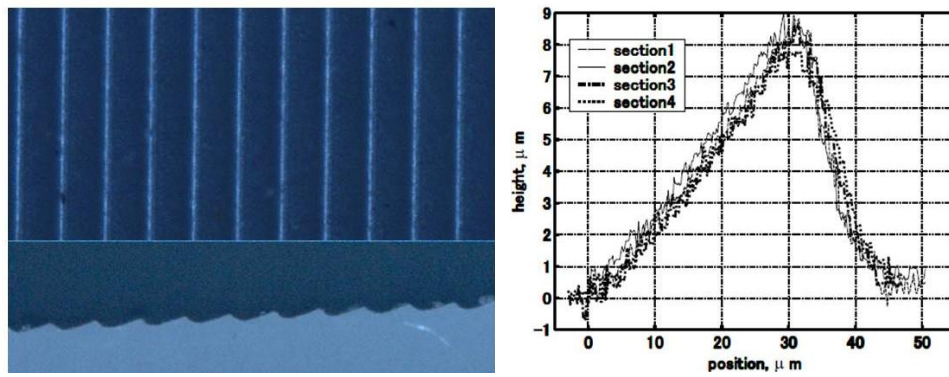 9
8
7
6
5
4
3
2
1
0
−1
height, μ m
section1
section2
section3
section4
0
10
20
30
40
50
position, μ m